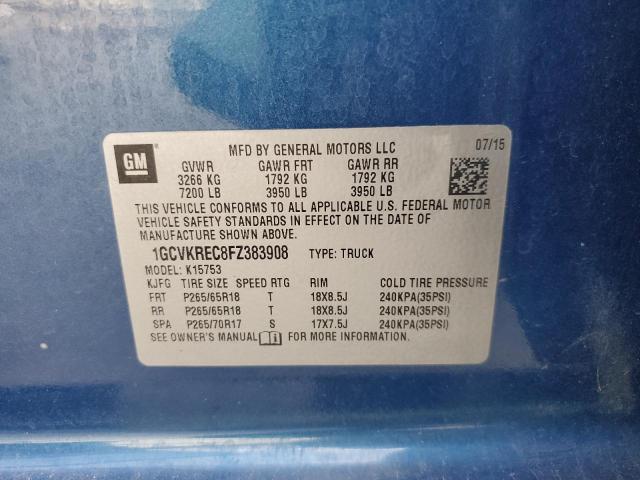 GM
MFD BY GENERAL MOTORS LLC 07/15
GVWR GAWR FRT GAWR RR
3266 KG 1792 KG 1792 KG
7200 LB 3950 LB 3950 LB
THIS VEHICLE CONFORMS TO ALL APPLICABLE U.S. FEDERAL MOTOR
VEHICLE SAFETY STANDARDS IN EFFECT ON THE DATE OF
MANUFACTURE SHOWN ABOVE.
1GCVKREC8FZ383908 TYPE: TRUCK
MODEL: K15753
KJFG TIRE SIZE SPEED RTG RIM COLD TIRE PRESSURE
FRT P265/65R18 T 18X8.5J 240KPA(35PSI)
RR P265/65R18 T 18X8.5J 240KPA(35PSI)
SPA P265/70R17 S 17X7.5J 240KPA(35PSI)
SEE OWNER'S MANUAL FOR MORE INFORMATION.